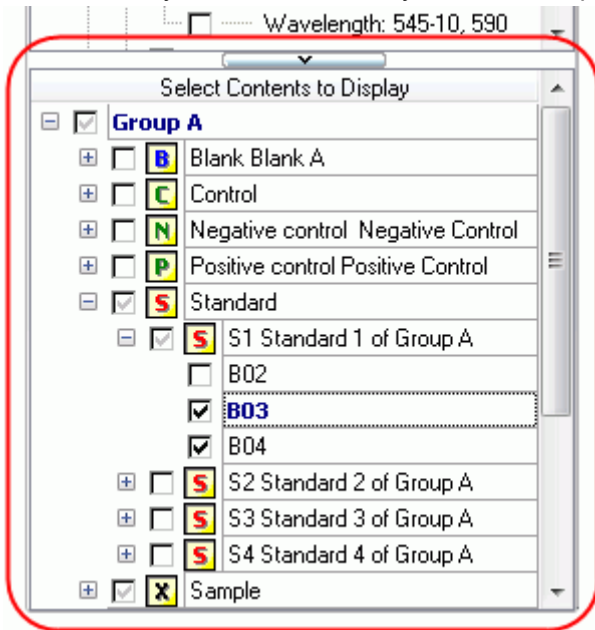 Wavelength: 545-10, 590
Select Contents to Display
Group A
B Blank Blank A
C Control
N Negative control Negative Control
P Positive control Positive Control
S Standard
S S1 Standard 1 of Group A
B02
B03
B04
S S2 Standard 2 of Group A
S S3 Standard 3 of Group A
S S4 Standard 4 of Group A
X Sample